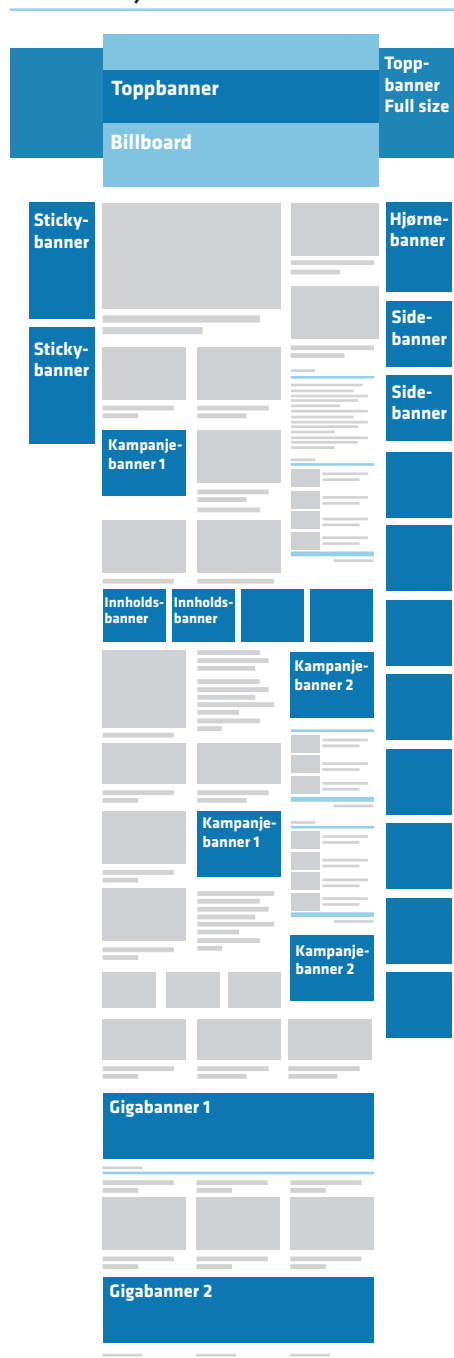 Toppbanner
Billboard
Topp-
banner
Full size
Sticky-
banner
Sticky-
banner
Hjørne-
banner
Side-
banner
Side-
banner
Kampanje-
banner 1
Innholds-
banner
Innholds-
banner
Kampanje-
banner 2
Kampanje-
banner 1
Kampanje-
banner 2
Gigabanner 1
Gigabanner 2